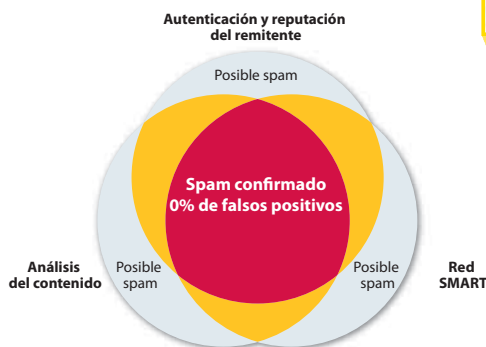 Autenticación y reputación
del remitente
Posible spam
Spam confirmado
0% de falsos positivos
Análisis
del contenido
Posible
spam
Posible
spam
Red
SMART